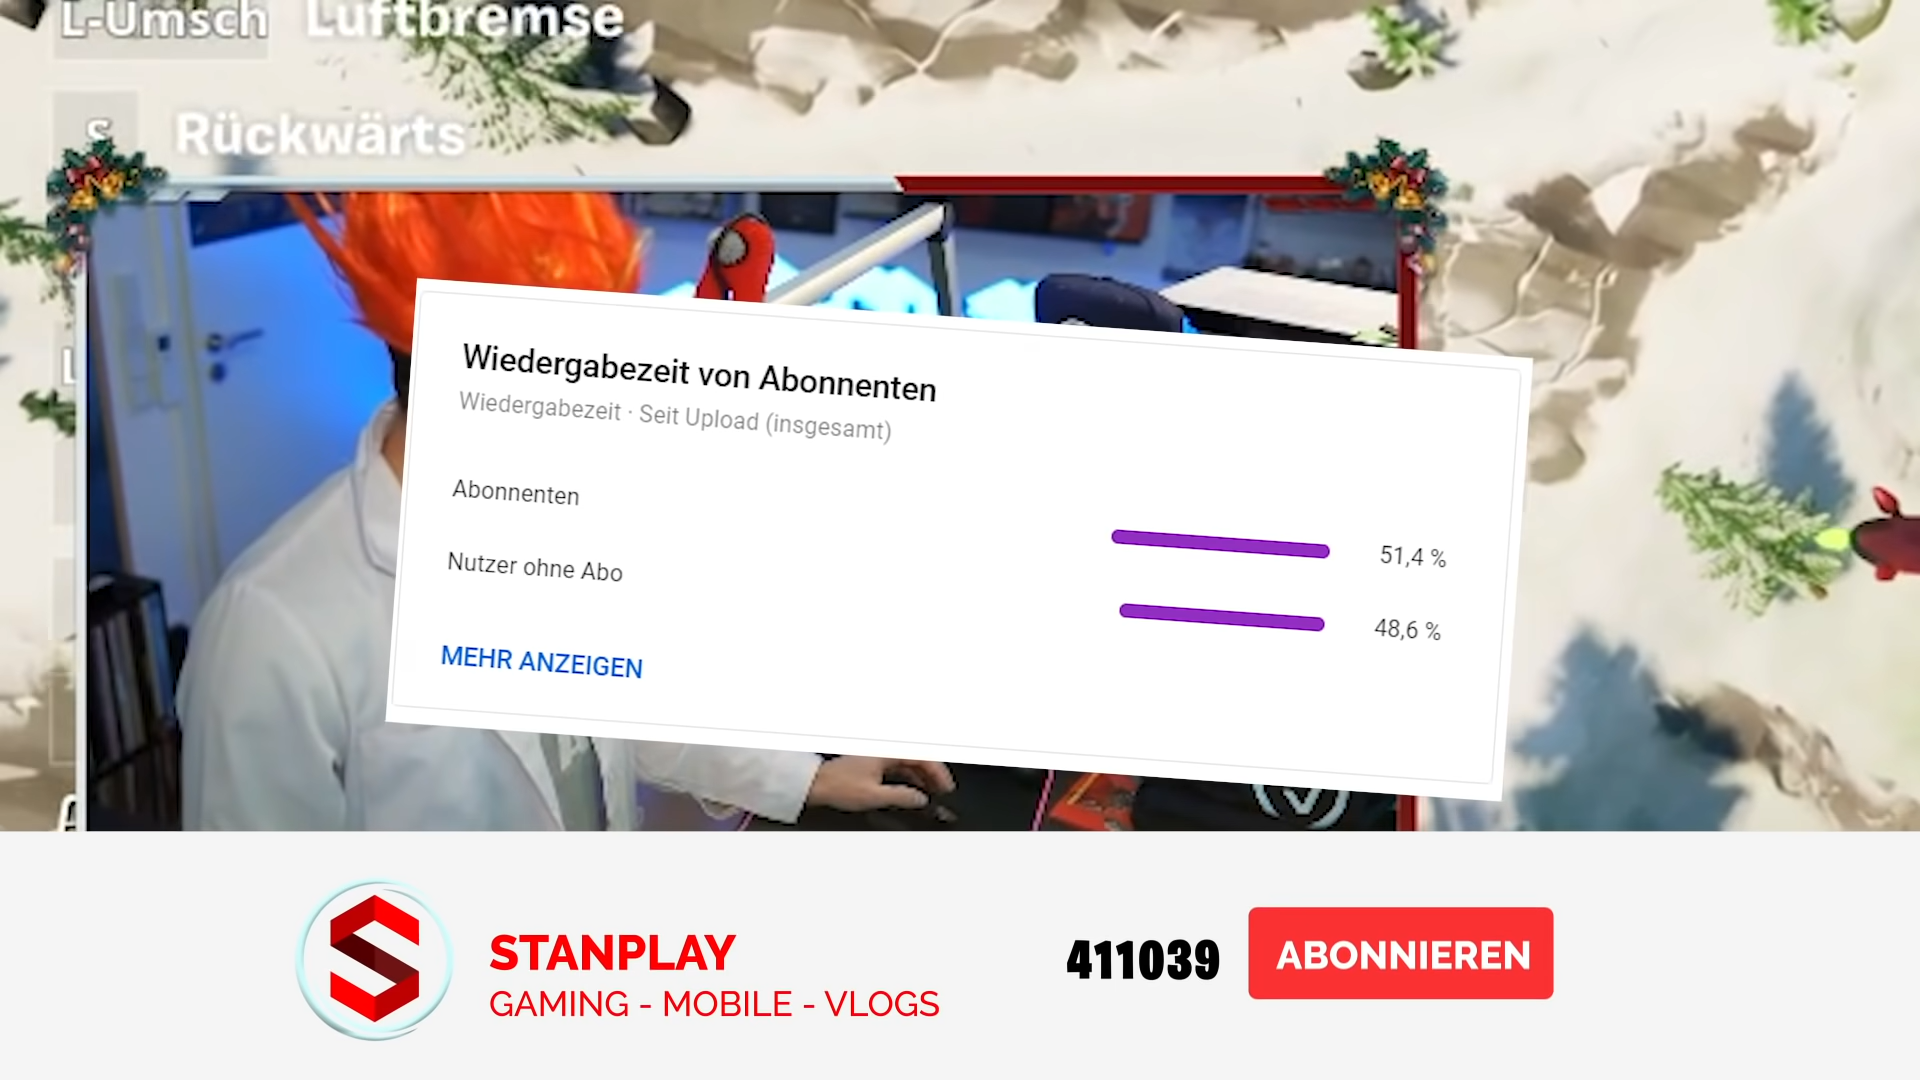 L-Umsch Luftbremse
S Rückwärts
L
Wiedergabezeit von Abonnenten
Wiedergabezeit · Seit Upload (insgesamt)
Abonnenten
51,4 %
Nutzer ohne Abo
48,6 %
MEHR ANZEIGEN
STANPLAY
GAMING - MOBILE - VLOGS
411039
ABONNIEREN